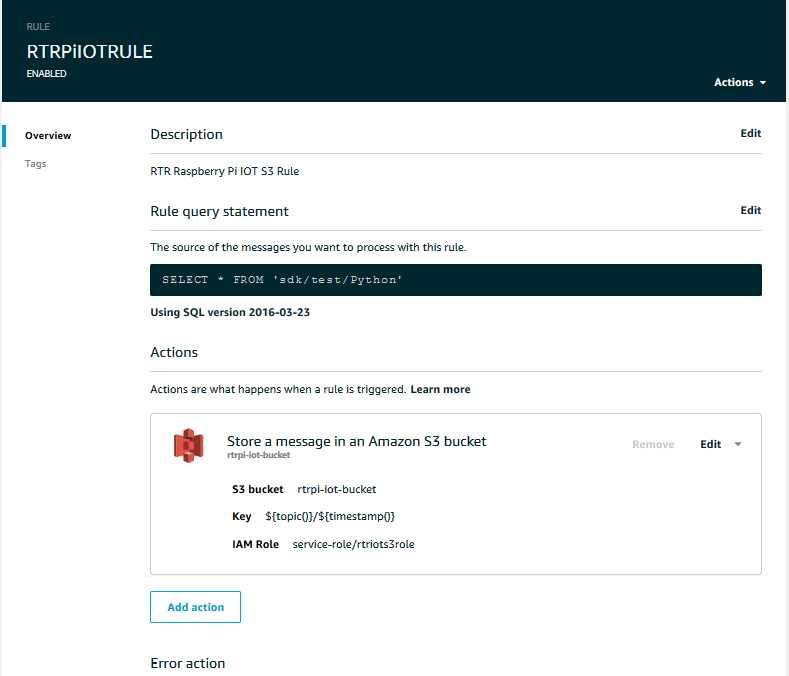 RULE
RTRPiIOTRULE
ENABLED
Actions
Overview
Tags
Description Edit
RTR Raspberry Pi IOT S3 Rule
Rule query statement Edit
The source of the messages you want to process with this rule.
SELECT * FROM 'sdk/test/Python'
Using SQL version 2016-03-23
Actions
Actions are what happens when a rule is triggered. Learn more
Store a message in an Amazon S3 bucket Remove Edit
rtrpi-iot-bucket
S3 bucket rtrpi-iot-bucket
Key ${topic()}/${timestamp()}
IAM Role service-role/rtriots3role
Add action
Error action